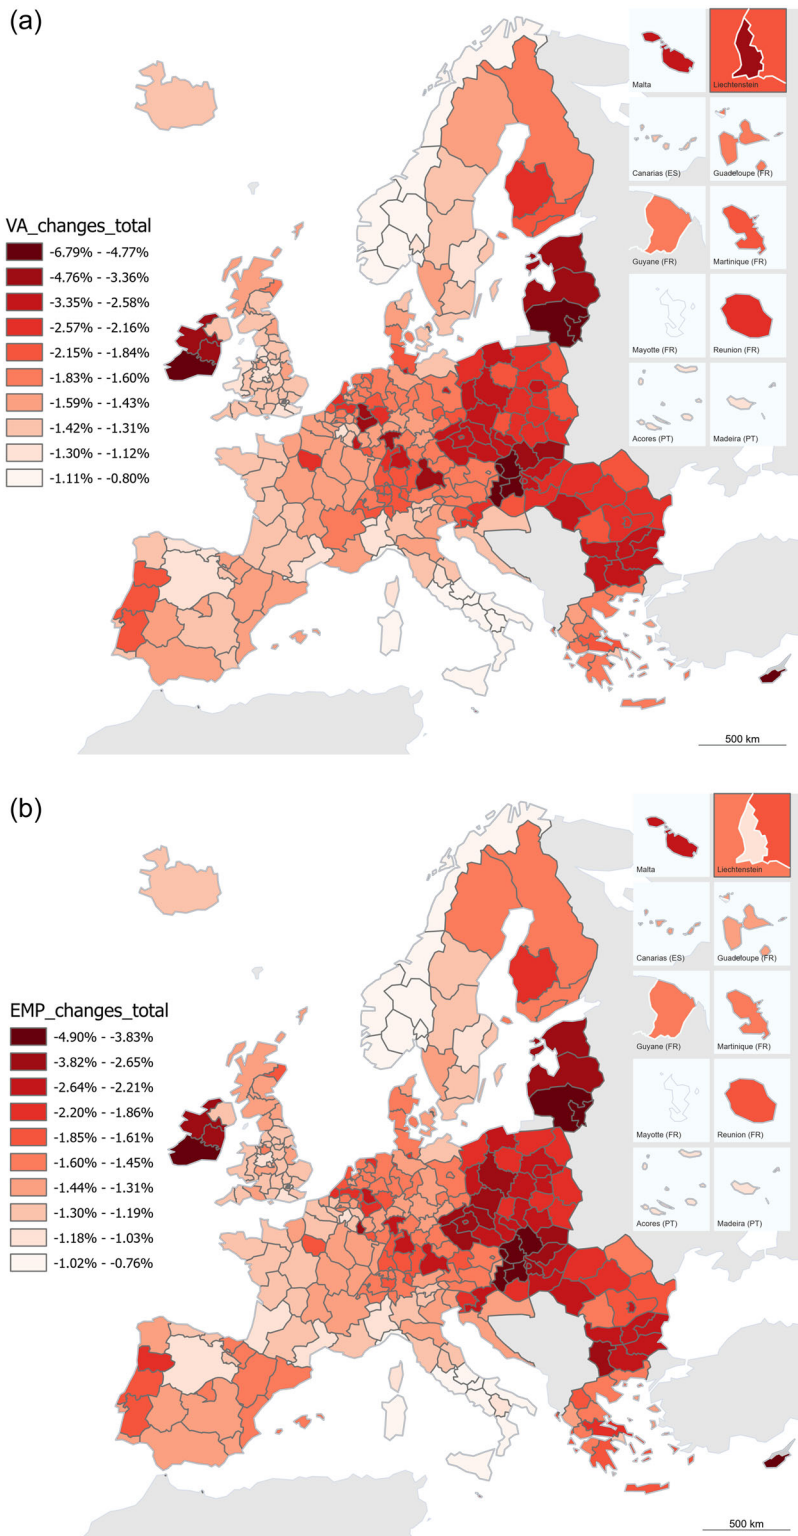 (a)
Malta
Liechtenstein
Canarias (ES)
Guadeloupe (FR)
VA_changes_total
-6.79% - -4.77%
-4.76% - -3.36%
-3.35% - -2.58%
-2.57% - -2.16%
-2.15% - -1.84%
-1.83% - -1.60%
-1.59% - -1.43%
-1.42% - -1.31%
-1.30% - -1.12%
-1.11% - -0.80%
Guyane (FR)
Martinique (FR)
Mayotte (FR)
Reunion (FR)
Acores (PT)
Madeira (PT)
500 km
(b)
Malta
Liechtenstein
Canarias (ES)
Guadeloupe (FR)
EMP_changes_total
-4.90% - -3.83%
-3.82% - -2.65%
-2.64% - -2.21%
-2.20% - -1.86%
-1.85% - -1.61%
-1.60% - -1.45%
-1.44% - -1.31%
-1.30% - -1.19%
-1.18% - -1.03%
-1.02% - -0.76%
Guyane (FR)
Martinique (FR)
Mayotte (FR)
Reunion (FR)
Acores (PT)
Madeira (PT)
500 km